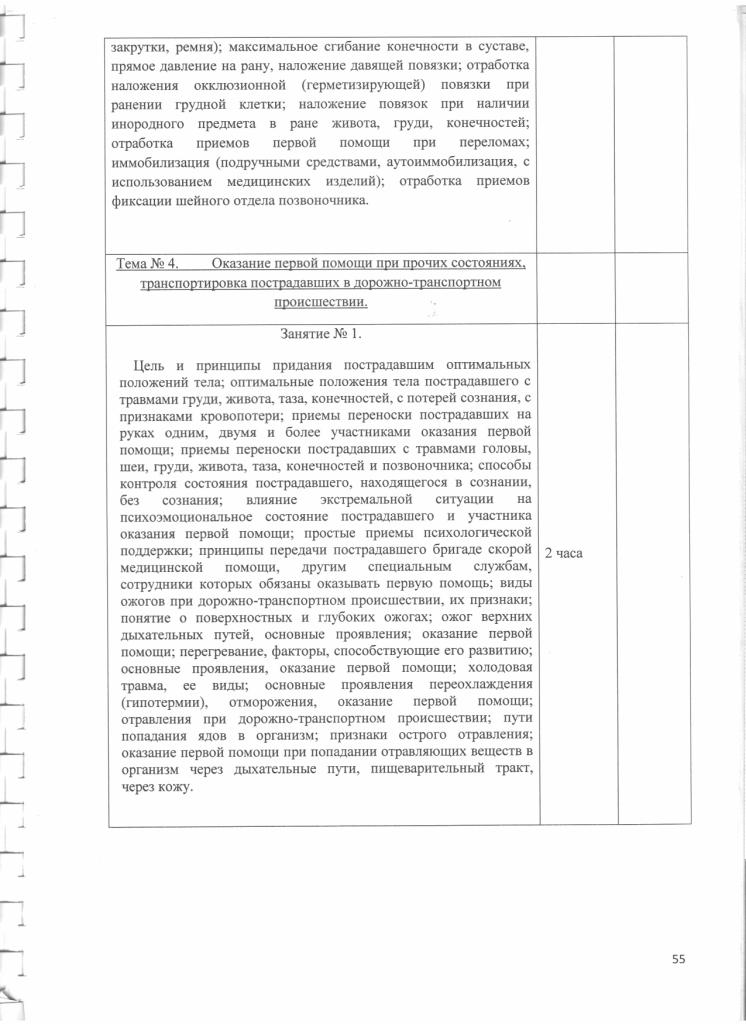 закрутки, ремня); максимальное сгибание конечности в суставе,
прямое давление на рану, наложение давящей повязки; отработка
наложения окклюзионной (герметизирующей) повязки при
ранении грудной клетки; наложение повязок при наличии
инородного предмета в ране живота, груди, конечностей;
отработка приемов первой помощи при переломах;
иммобилизация (подручными средствами, аутоиммобилизация, с
использованием медицинских изделий); отработка приемов
фиксации шейного отдела позвоночника.
Тема № 4. Оказание первой помощи при прочих состояниях,
транспортировка пострадавших в дорожно-транспортном
происшествии.
Занятие № 1.
Цель и принципы придания пострадавшим оптимальных
положений тела; оптимальные положения тела пострадавшего с
травмами груди, живота, таза, конечностей, с потерей сознания, с
признаками кровопотери; приемы переноски пострадавших на
руках одним, двумя и более участниками оказания первой
помощи; приемы переноски пострадавших с травмами головы,
шеи, груди, живота, таза, конечностей и позвоночника; способы
контроля состояния пострадавшего, находящегося в сознании,
без сознания; влияние экстремальной ситуации на
психоэмоциональное состояние пострадавшего и участника
оказания первой помощи; простые приемы психологической
поддержки; принципы передачи пострадавшего бригаде скорой
медицинской помощи, другим специальным службам,
сотрудники которых обязаны оказывать первую помощь; виды
ожогов при дорожно-транспортном происшествии, их признаки;
понятие о поверхностных и глубоких ожогах; ожог верхних
дыхательных путей, основные проявления; оказание первой
помощи; перегревание, факторы, способствующие его развитию;
основные проявления, оказание первой помощи; холодовая
травма, ее виды; основные проявления переохлаждения
(гипотермии), отморожения, оказание первой помощи;
отравления при дорожно-транспортном происшествии; пути
попадания ядов в организм; признаки острого отравления;
оказание первой помощи при попадании отравляющих веществ в
организм через дыхательные пути, пищеварительный тракт,
через кожу.
2 часа
55